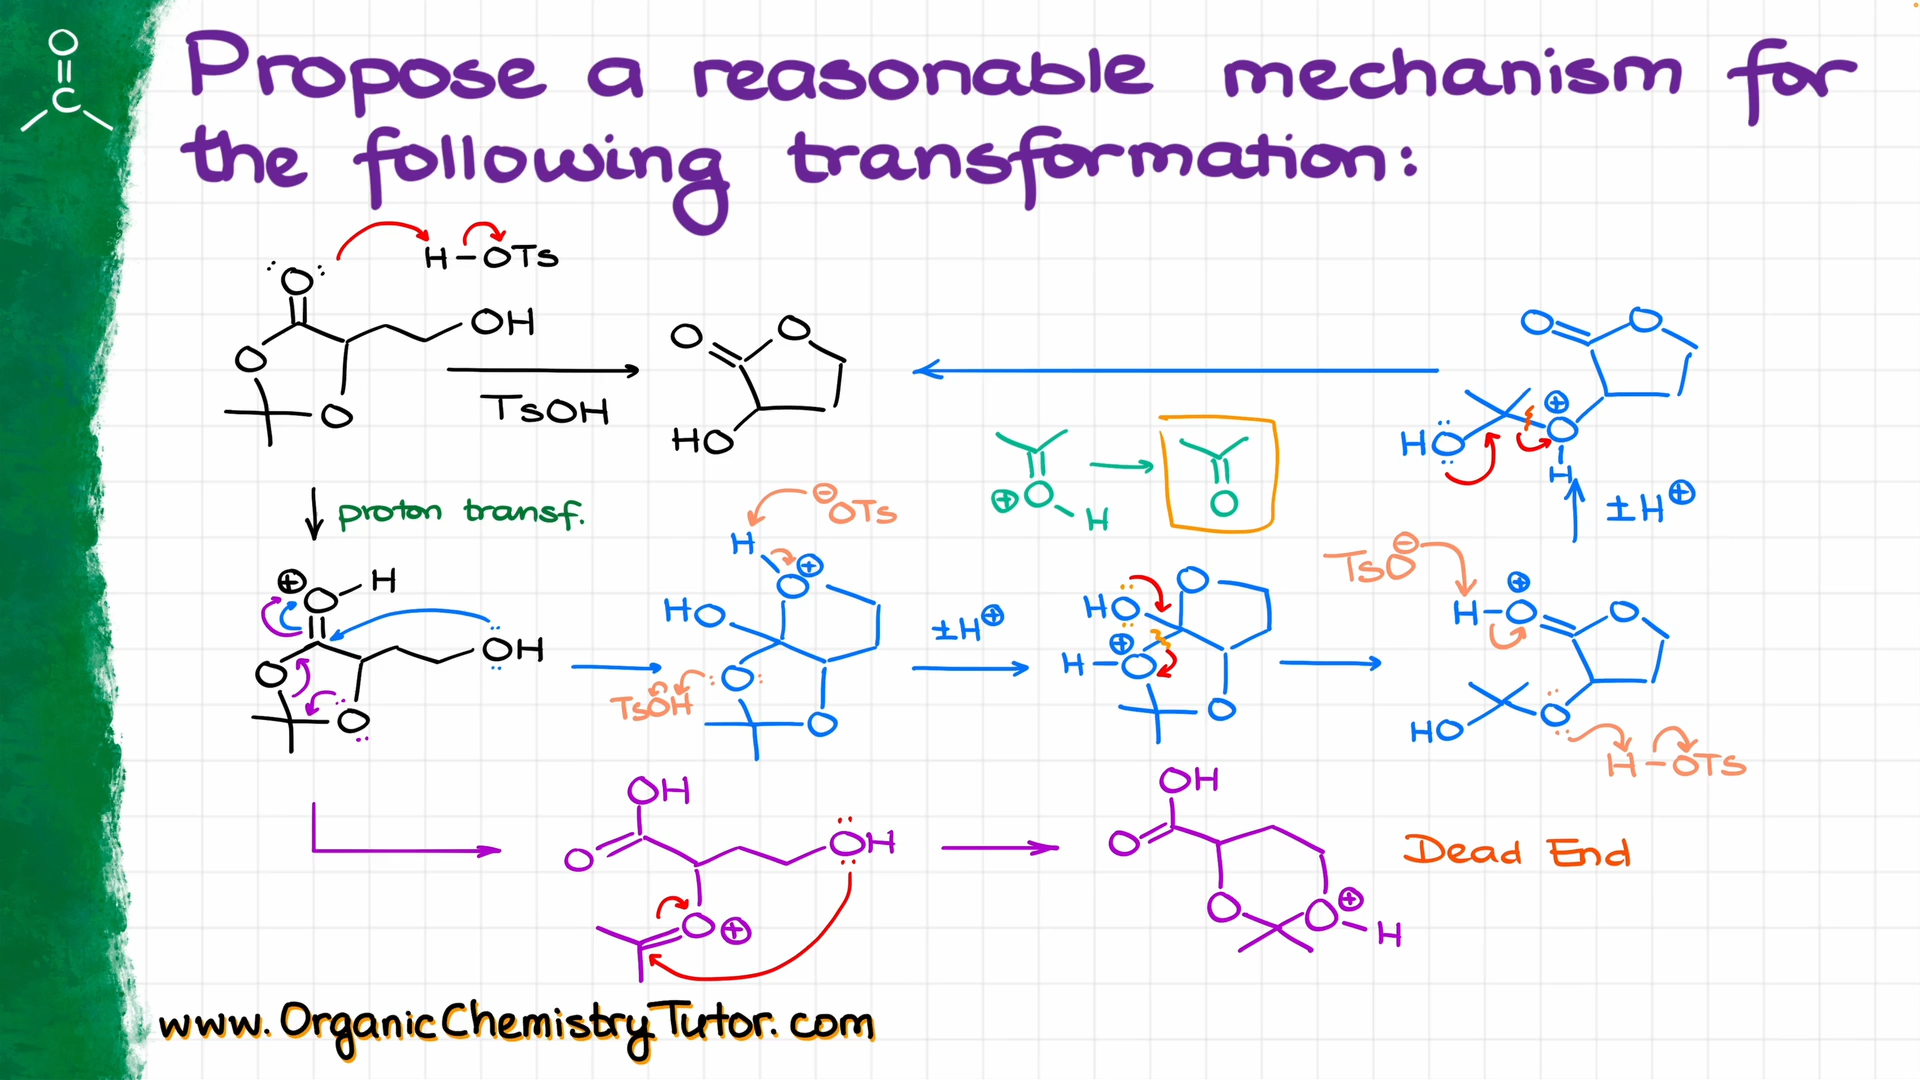 O
C
Propose a reasonable mechanism for
the following transformation:
H-OTs
O
OH
O
O
TsOH
O
O
HO
O
O
HO
⊕
O
H
⊕
O
H
O
±H⊕
proton transf.
⊖
OTs
⊕
O
H
OH
O
O
H
⊕
O
HO
O
O
TsOH
±H⊕
HO
O
⊕
H-O
O
TsO⊖
⊕
H-O
O
HO
O
H-OTs
OH
O
OH
O
⊕
OH
O
O
O
⊕
H
Dead End
www.OrganicChemistryTutor.com